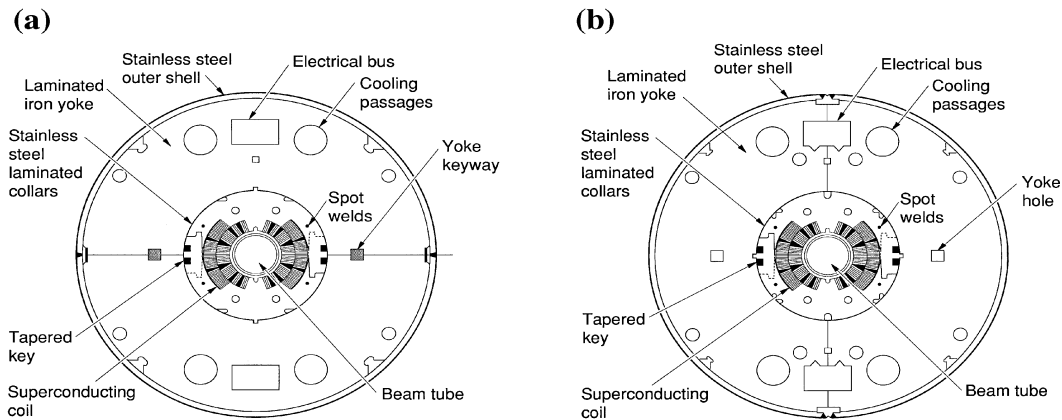 (a)
Stainless steel
outer shell
Electrical bus
Laminated
iron yoke
Cooling
passages
Stainless
steel
laminated
collars
Yoke
keyway
Spot
welds
Tapered
key
Superconducting
coil
Beam tube
(b)
Stainless steel
outer shell
Electrical bus
Laminated
iron yoke
Cooling
passages
Stainless
steel
laminated
collars
Spot
welds
Yoke
hole
Tapered
key
Superconducting
coil
Beam tube